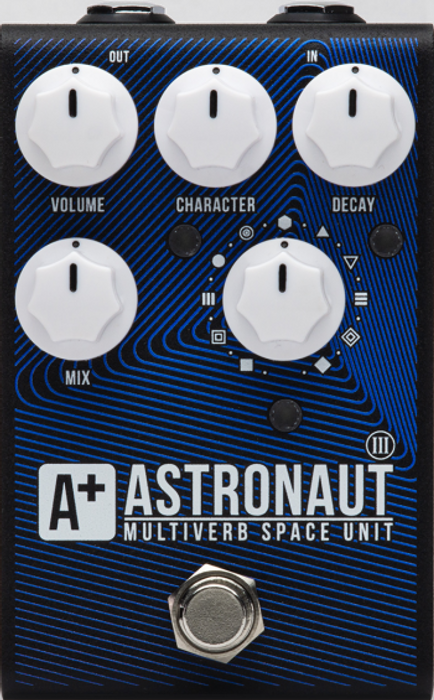 OUT IN
VOLUME CHARACTER DECAY
MIX
III
A+ ASTRONAUT
MULTIVERB SPACE UNIT